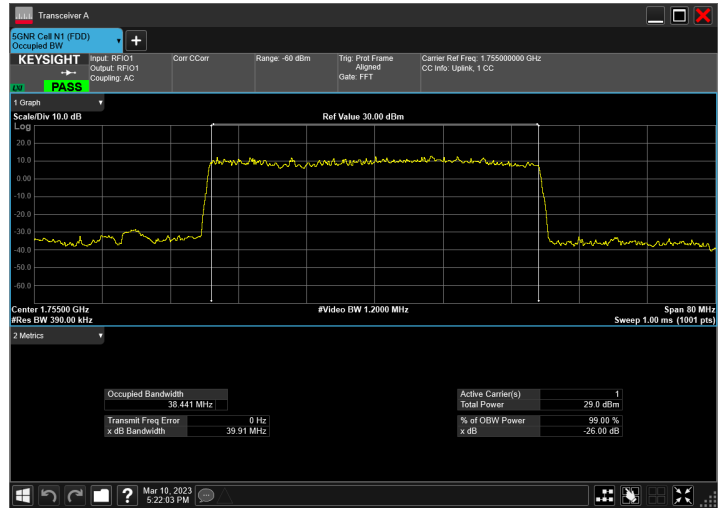 Transceiver A
5GNR Cell N1 (FDD)
Occupied BW
KEYSIGHT
Input: RFIO1
Output: RFIO1
Coupling: AC
Corr CCorr
Range: -60 dBm
Trig: Prot Frame
Aligned
Gate: FFT
Carrier Ref Freq: 1.755000000 GHz
CC Info: Uplink, 1 CC
LXI PASS
1 Graph
Scale/Div 10.0 dB Ref Value 30.00 dBm
Log
20.0
10.0
0.00
-10.0
-20.0
-30.0
-40.0
-50.0
-60.0
Center 1.75500 GHz #Video BW 1.2000 MHz Span 80 MHz
#Res BW 390.00 kHz Sweep 1.00 ms (1001 pts)
2 Metrics
Occupied Bandwidth
38.441 MHz
Transmit Freq Error 0 Hz
x dB Bandwidth 39.91 MHz
Active Carrier(s) 1
Total Power 29.0 dBm
% of OBW Power 99.00 %
x dB -26.00 dB
Mar 10, 2023
5:22:03 PM